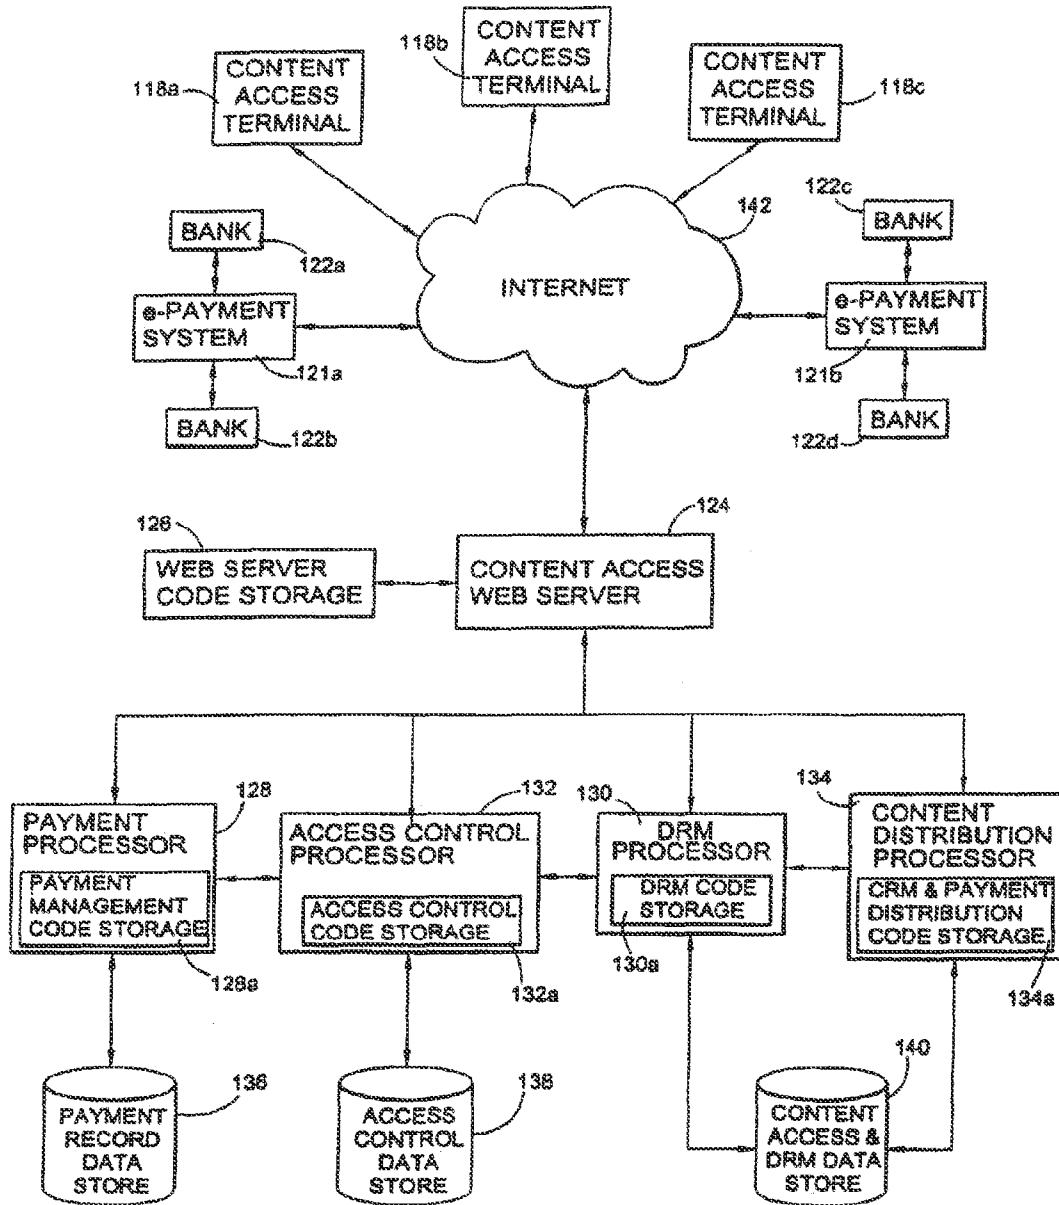 CONTENT
ACCESS
TERMINAL
118a
118b
CONTENT
ACCESS
TERMINAL
CONTENT
ACCESS
TERMINAL
118c
BANK
122a
e-PAYMENT
SYSTEM
121a
BANK
122b
INTERNET
142
122c
BANK
e-PAYMENT
SYSTEM
121b
BANK
122d
126
WEB SERVER
CODE STORAGE
124
CONTENT ACCESS
WEB SERVER
128
PAYMENT
PROCESSOR
PAYMENT
MANAGEMENT
CODE STORAGE
128a
132
ACCESS CONTROL
PROCESSOR
ACCESS CONTROL
CODE STORAGE
132a
130
DRM
PROCESSOR
DRM CODE
STORAGE
130a
134
CONTENT
DISTRIBUTION
PROCESSOR
CRM & PAYMENT
DISTRIBUTION
CODE STORAGE
134a
136
PAYMENT
RECORD
DATA
STORE
138
ACCESS
CONTROL
DATA
STORE
140
CONTENT
ACCESS &
DRM DATA
STORE